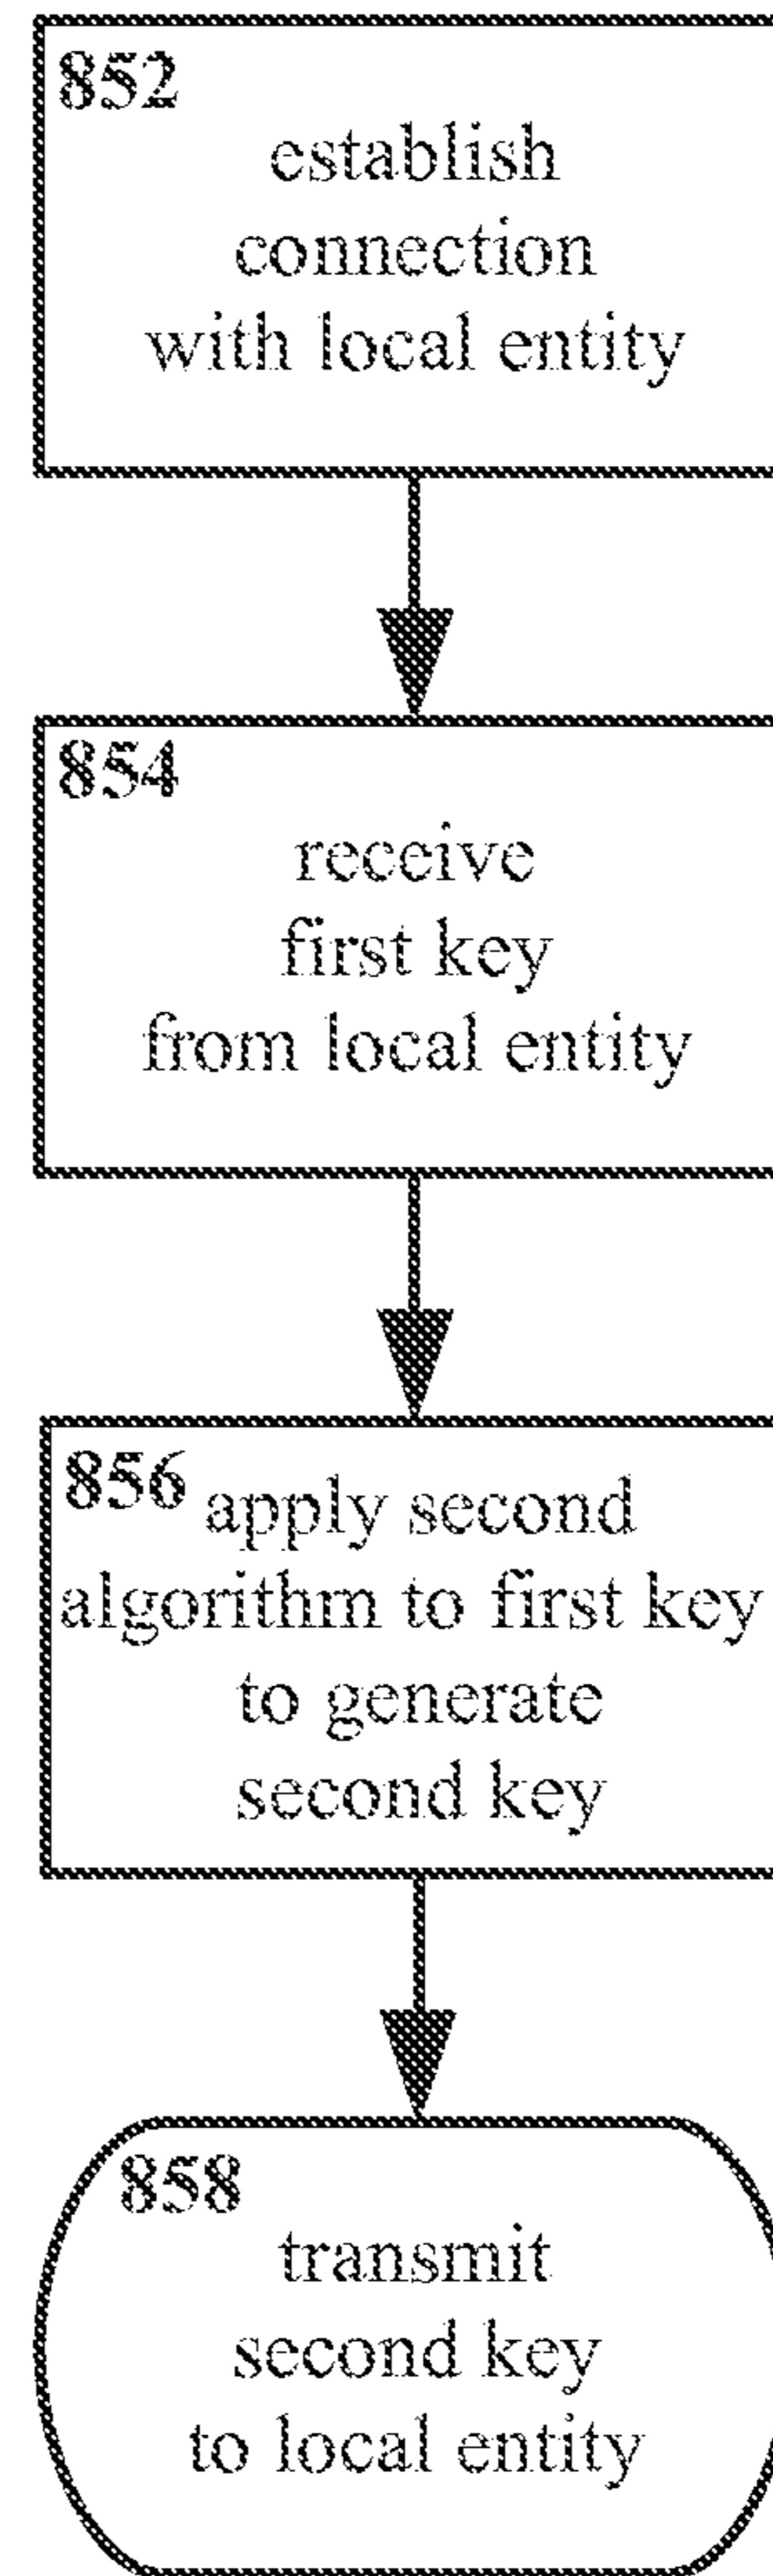 852
establish
connection
with local entity
854
receive
first key
from local entity
856 apply second
algorithm to first key
to generate
second key
858
transmit
second key
to local entity